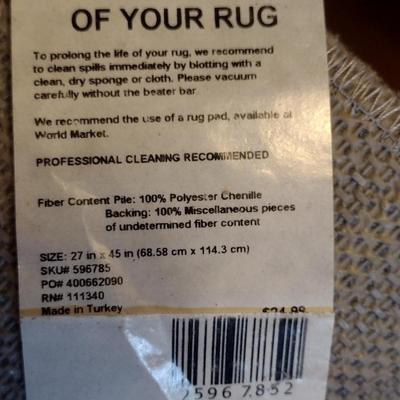 OF YOUR RUG
To prolong the life of your rug, we recommend
to clean spills immediately by blotting with a
clean, dry sponge or cloth. Please vacuum
carefully without the beater bar
We recommend the use of a rug pad, available at
World Market.
PROFESSIONAL CLEANING RECOMMENDED
Fiber Content Pile: 100% Polyester Chenille
Backing: 100% Miscellaneous pieces
of undetermined fiber content
SIZE: 27 in x 45 in (68.58 cm x 114.3 cm)
SKU# 596785
PO# 400662090
RN# 111340
Made in Turkey
$24.99
25967852